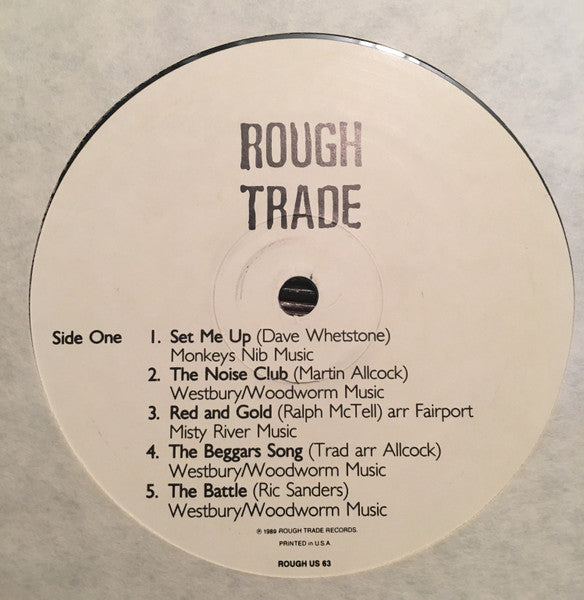 ROUGH
TRADE
Side One 1. Set Me Up (Dave Whetstone)
Monkeys Nib Music
2. The Noise Club (Martin Allcock)
Westbury/Woodworm Music
3. Red and Gold (Ralph McTell) arr Fairport
Misty River Music
4. The Beggars Song (Trad arr Allcock)
Westbury/Woodworm Music
5. The Battle (Ric Sanders)
Westbury/Woodworm Music
℗ 1989 ROUGH TRADE RECORDS.
PRINTED in U.S.A
ROUGH US 63